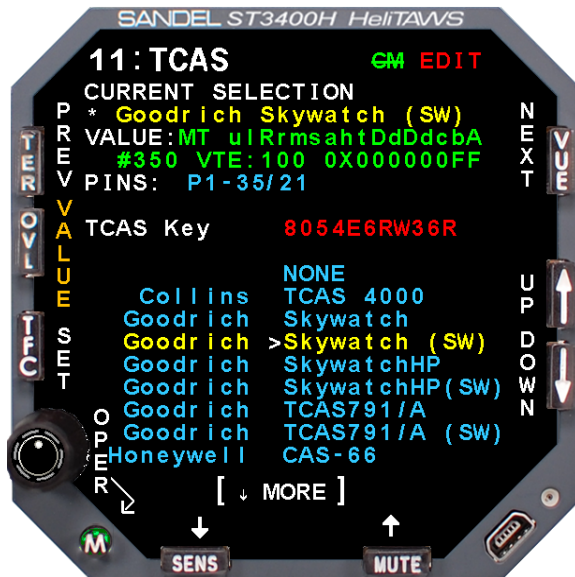 SANDEL ST3400H HeliTAWS
11:TCAS GM EDIT
CURRENT SELECTION
* Goodrich Skywatch (SW)
VALUE:MT ulRrmsahtDdDdcbA
#350 VTE:100 0X000000FF
PINS: P1-35/21
TCAS Key 8054E6RW36R
NONE
Collins TCAS 4000
Goodrich Skywatch
Goodrich >Skywatch (SW)
Goodrich SkywatchHP
Goodrich SkywatchHP(SW)
Goodrich TCAS791/A
Goodrich TCAS791/A (SW)
Honeywell CAS-66
[ ↓ MORE ]
PREV
VALUE
SET
OPER
NEXT
UP DOWN
TER
OVL
TFC
VUE
M
SENS
MUTE